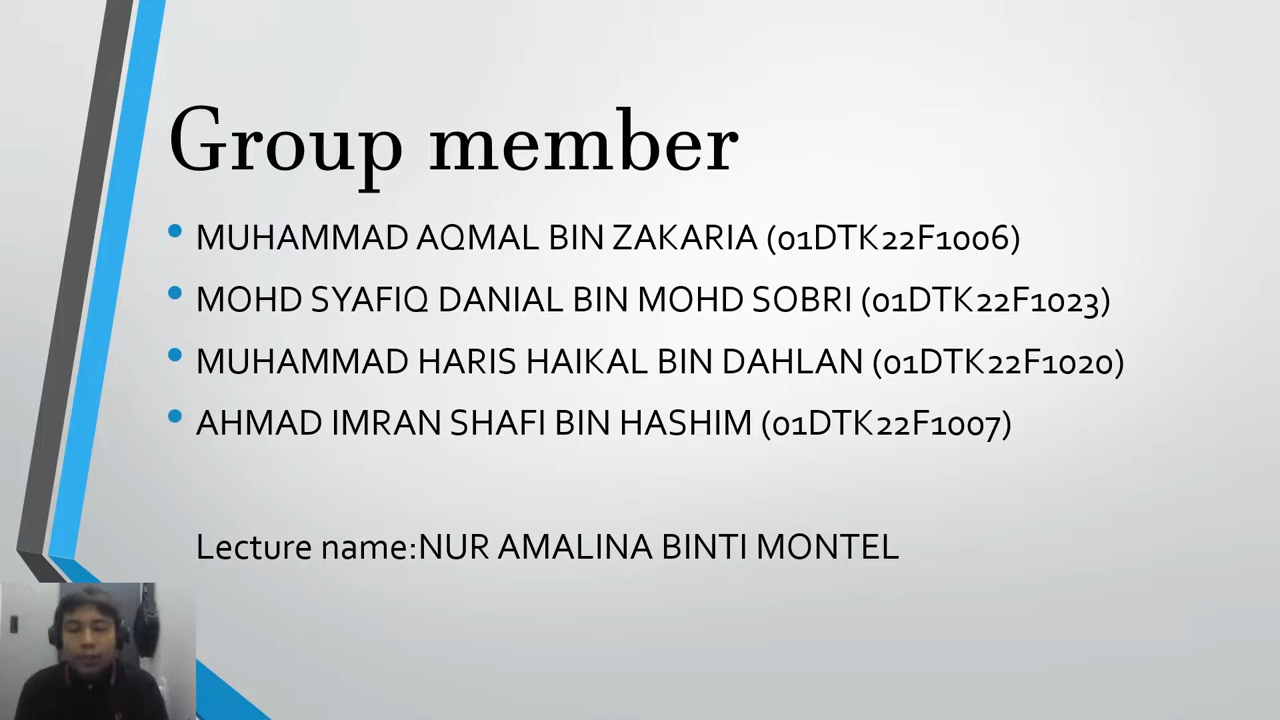 Group member
• MUHAMMAD AQMAL BIN ZAKARIA (01DTK22F1006)
• MOHD SYAFIQ DANIAL BIN MOHD SOBRI (01DTK22F1023)
• MUHAMMAD HARIS HAIKAL BIN DAHLAN (01DTK22F1020)
• AHMAD IMRAN SHAFI BIN HASHIM (01DTK22F1007)
Lecture name:NUR AMALINA BINTI MONTEL